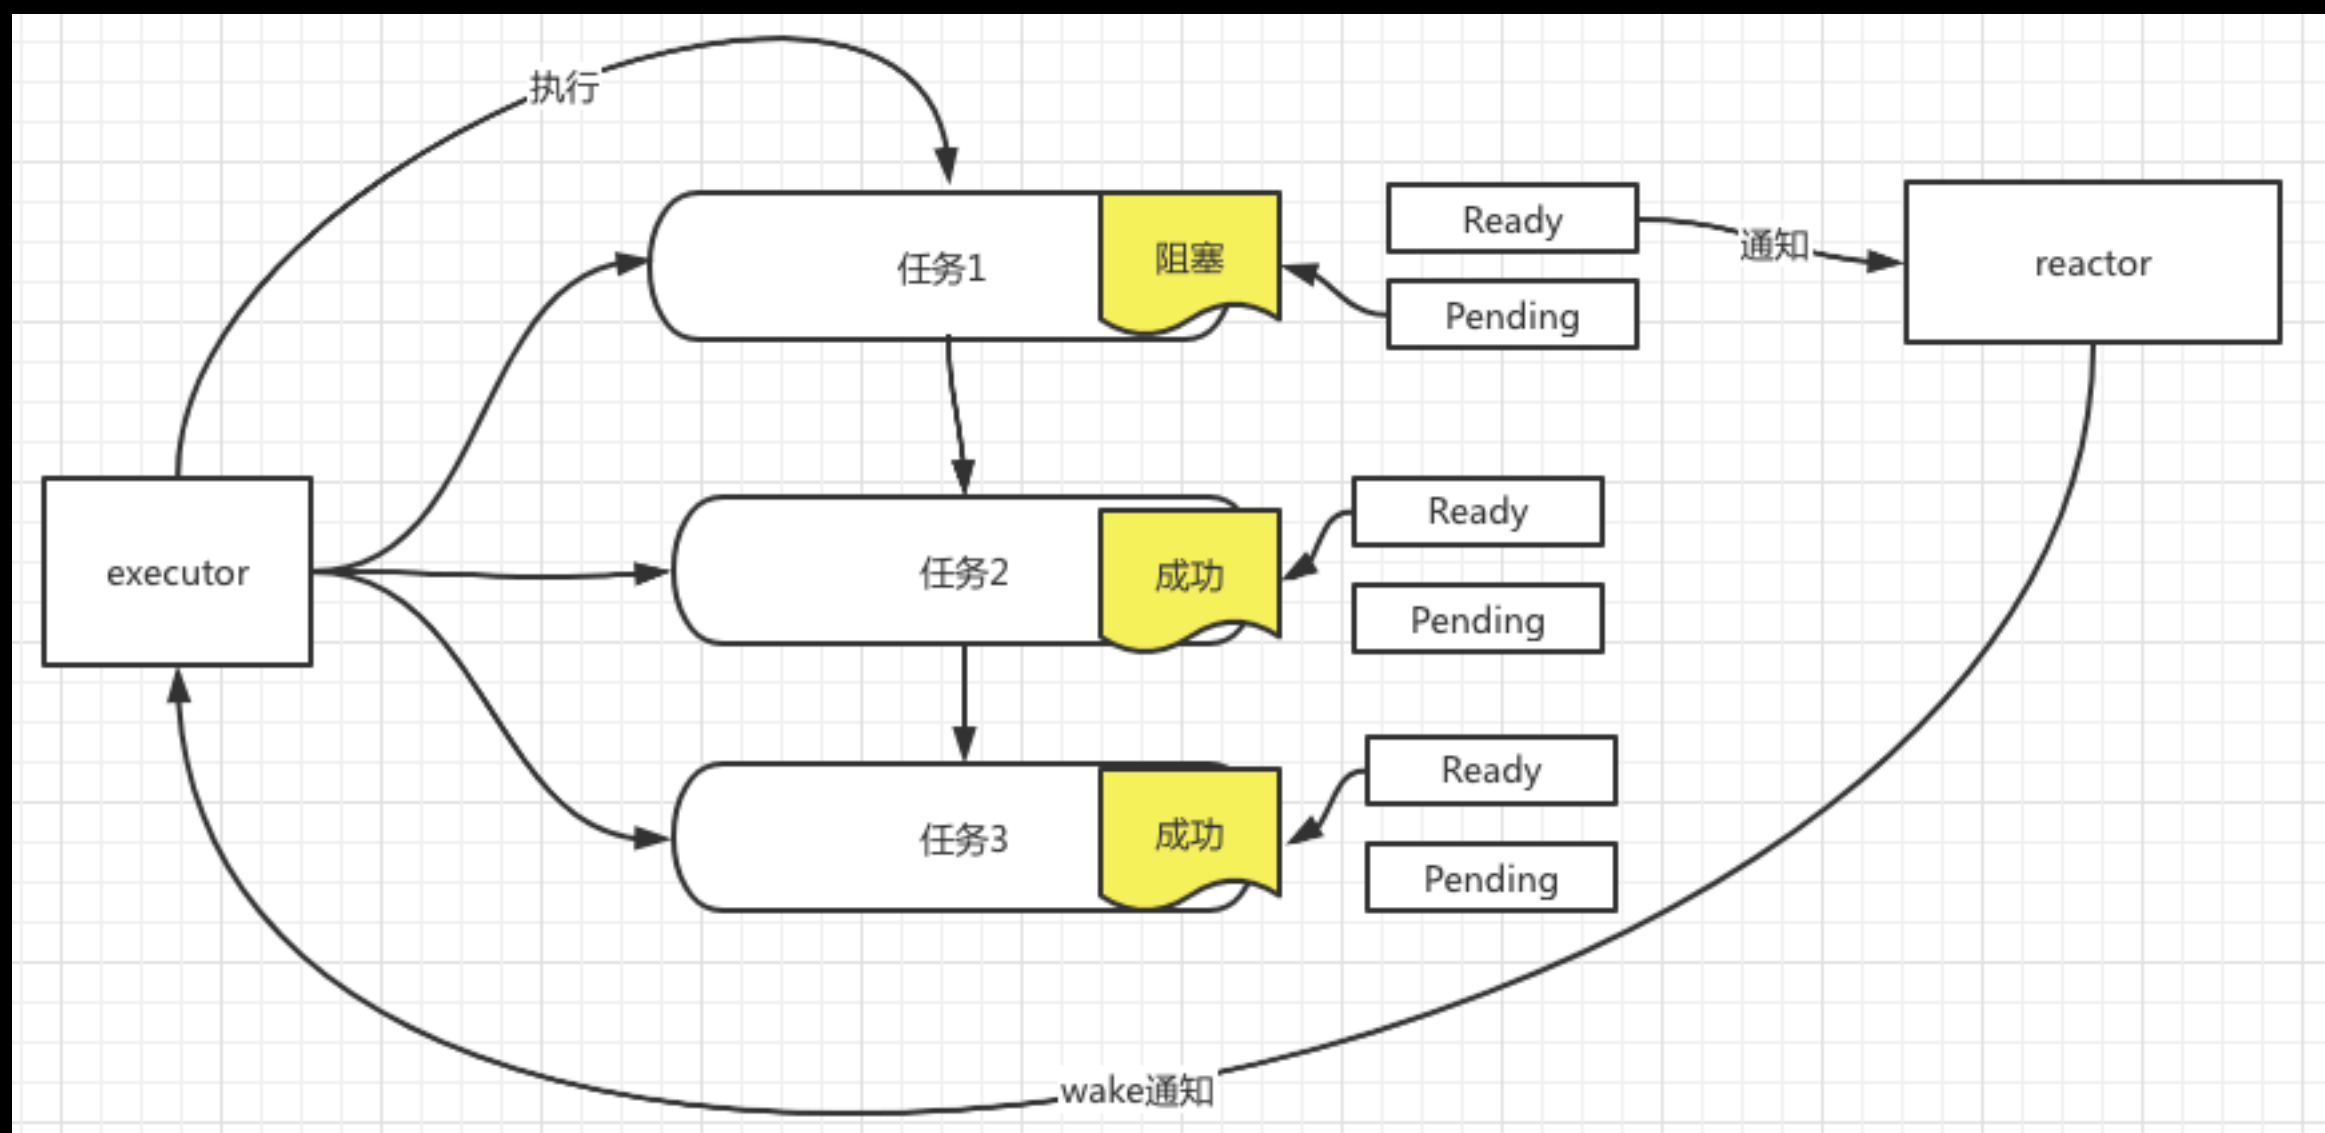 执行
任务1
阻塞
Ready
通知
reactor
Pending
executor
任务2
成功
Ready
Pending
任务3
成功
Ready
Pending
wake通知